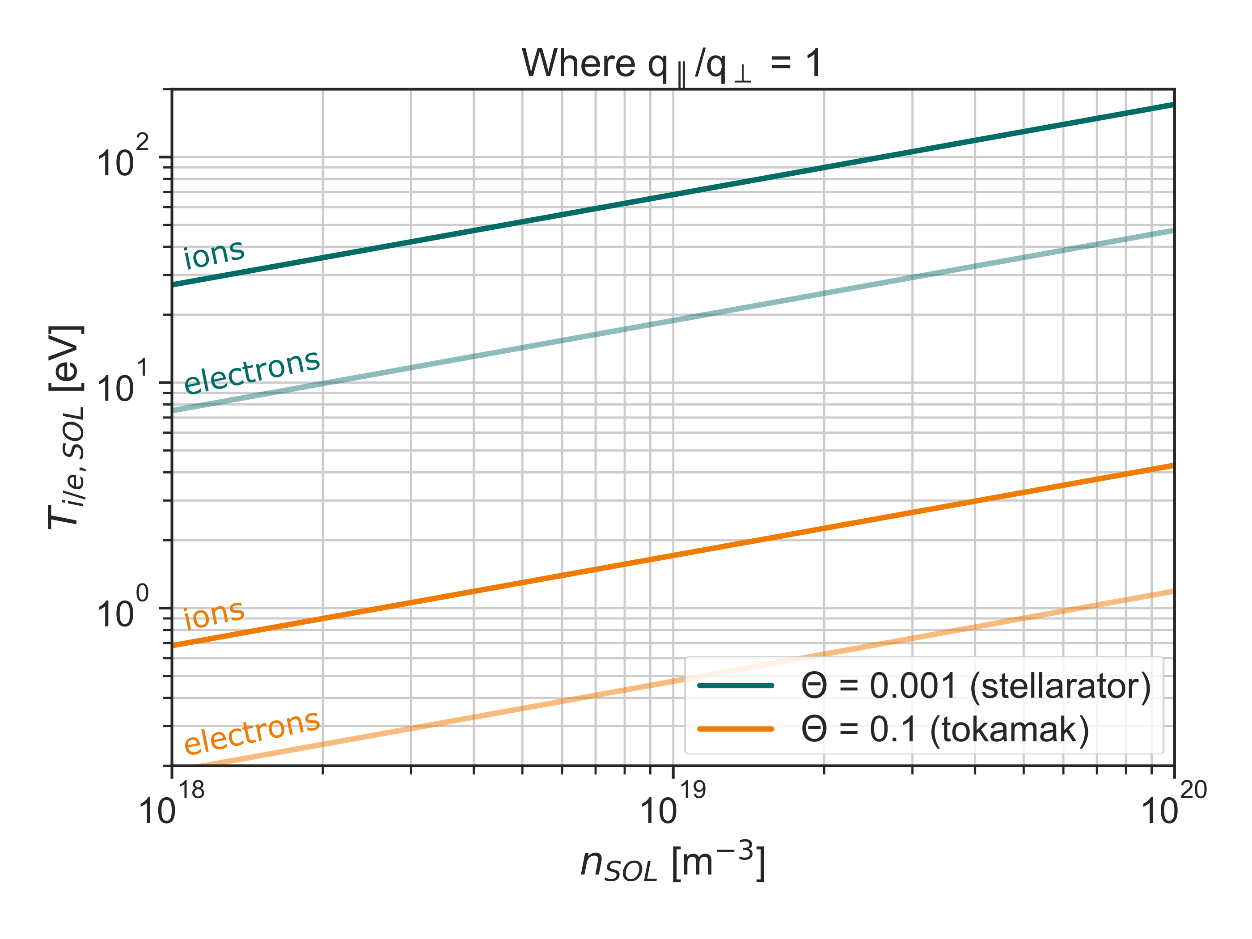 Where q∥/q⊥ = 1
10²
ions
electrons
10¹
T_{i/e, SOL} [eV]
ions
10⁰
electrons
Θ = 0.001 (stellarator)
Θ = 0.1 (tokamak)
10¹⁸ 10¹⁹ 10²⁰
n_{SOL} [m⁻³]